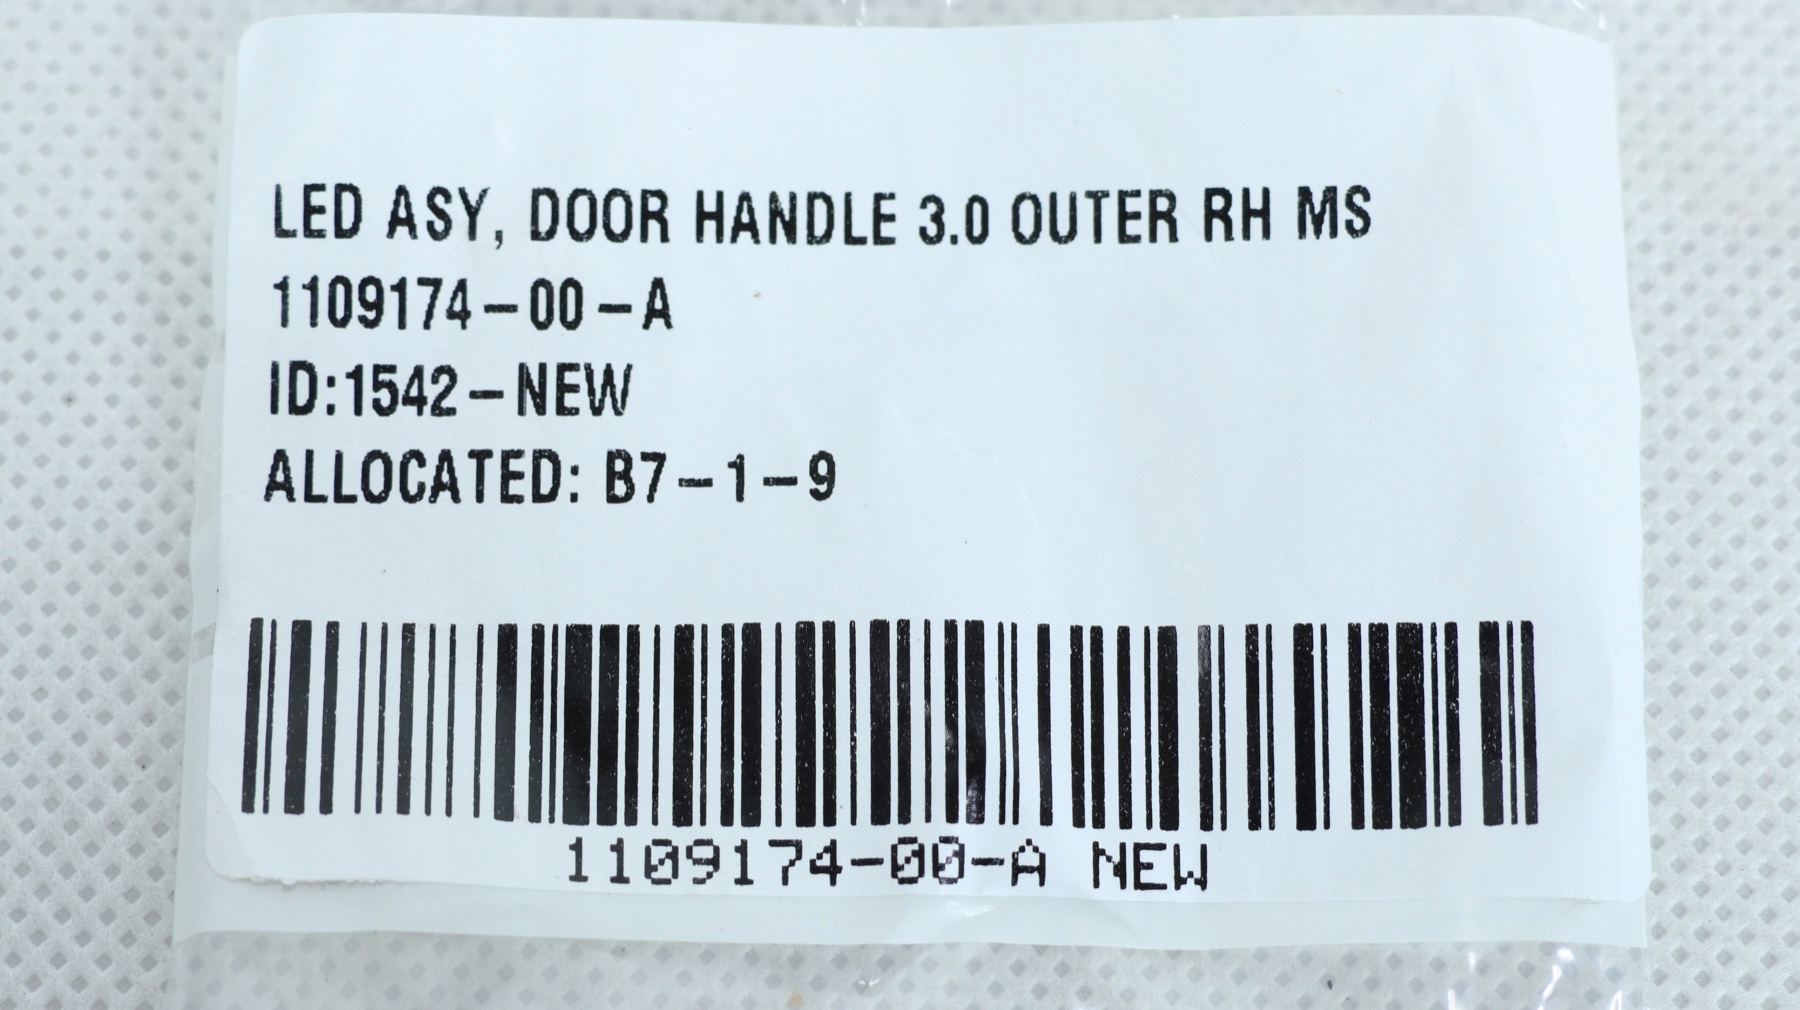 LED ASY, DOOR HANDLE 3.0 OUTER RH MS
1109174-00-A
ID:1542-NEW
ALLOCATED: B7-1-9
1109174-00-A NEW